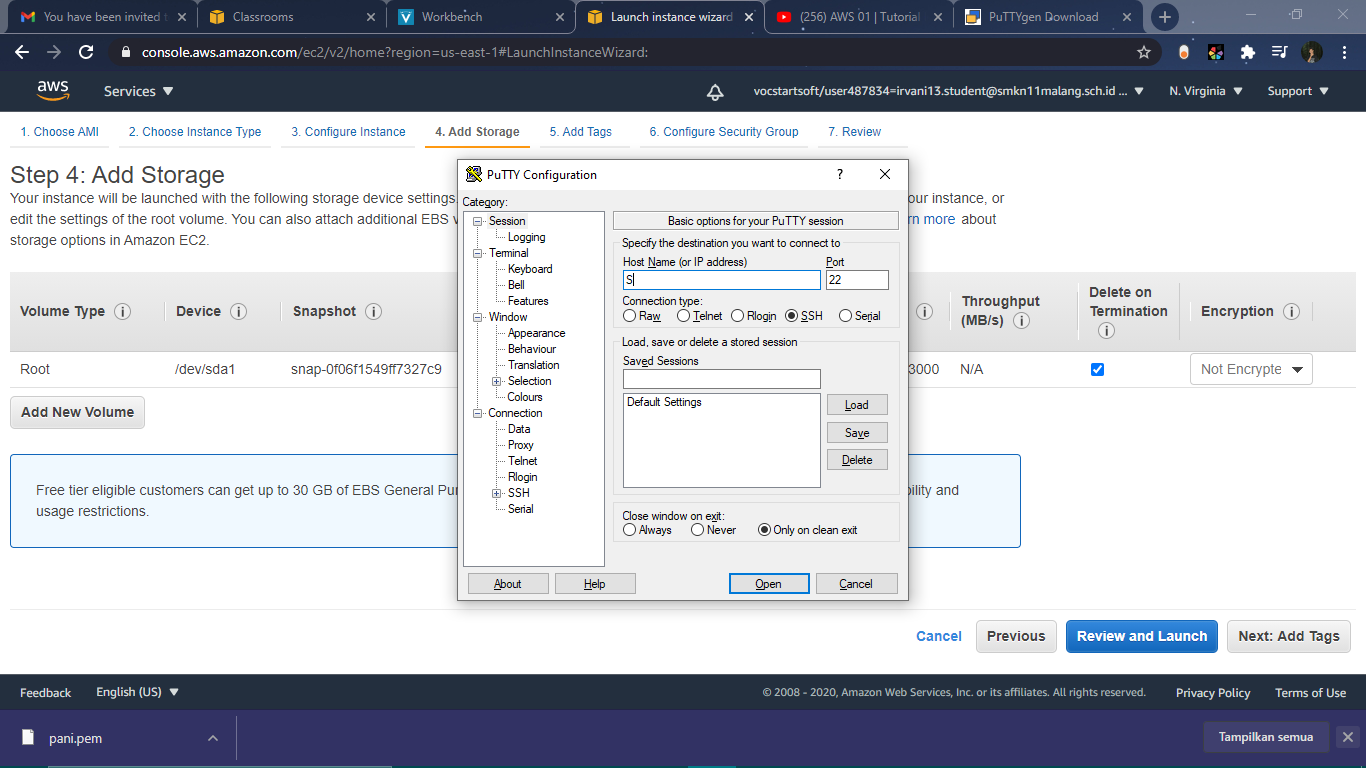 You have been invited t
Classrooms
Workbench
Launch instance wizard
(256) AWS 01 | Tutorial
PuTTYgen Download
console.aws.amazon.com/ec2/v2/home?region=us-east-1#LaunchInstanceWizard:
aws
Services
vocstartsoft/user487834=irvani13.student@smkn11malang.sch.id ...
N. Virginia
Support
1. Choose AMI
2. Choose Instance Type
3. Configure Instance
4. Add Storage
5. Add Tags
6. Configure Security Group
7. Review
Step 4: Add Storage
Your instance will be launched with the following storage device settings.
our instance, or
edit the settings of the root volume. You can also attach additional EBS v
rn more about
storage options in Amazon EC2.
Volume Type
Device
Snapshot
Throughput
(MB/s)
Delete on
Termination
Encryption
Root
/dev/sda1
snap-0f06f1549ff7327c9
3000
N/A
Not Encrypte
Add New Volume
Free tier eligible customers can get up to 30 GB of EBS General Pur
bility and
usage restrictions.
PuTTY Configuration
?
Category:
Session
Logging
Terminal
Keyboard
Bell
Features
Window
Appearance
Behaviour
Translation
Selection
Colours
Connection
Data
Proxy
Telnet
Rlogin
SSH
Serial
Basic options for your PuTTY session
Specify the destination you want to connect to
Host Name (or IP address)
Port
S
22
Connection type:
Raw
Telnet
Rlogin
SSH
Serial
Load, save or delete a stored session
Saved Sessions
Default Settings
Load
Save
Delete
Close window on exit:
Always
Never
Only on clean exit
About
Help
Open
Cancel
Cancel
Previous
Review and Launch
Next: Add Tags
Feedback
English (US)
© 2008 - 2020, Amazon Web Services, Inc. or its affiliates. All rights reserved.
Privacy Policy
Terms of Use
pani.pem
Tampilkan semua